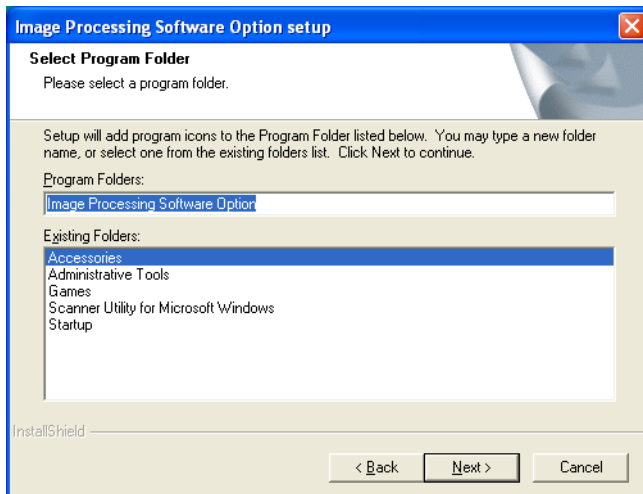 Image Processing Software Option setup
Select Program Folder
Please select a program folder.
Setup will add program icons to the Program Folder listed below. You may type a new folder
name, or select one from the existing folders list. Click Next to continue.
Program Folders:
Image Processing Software Option
Existing Folders:
Accessories
Administrative Tools
Games
Scanner Utility for Microsoft Windows
Startup
InstallShield
< Back Next > Cancel